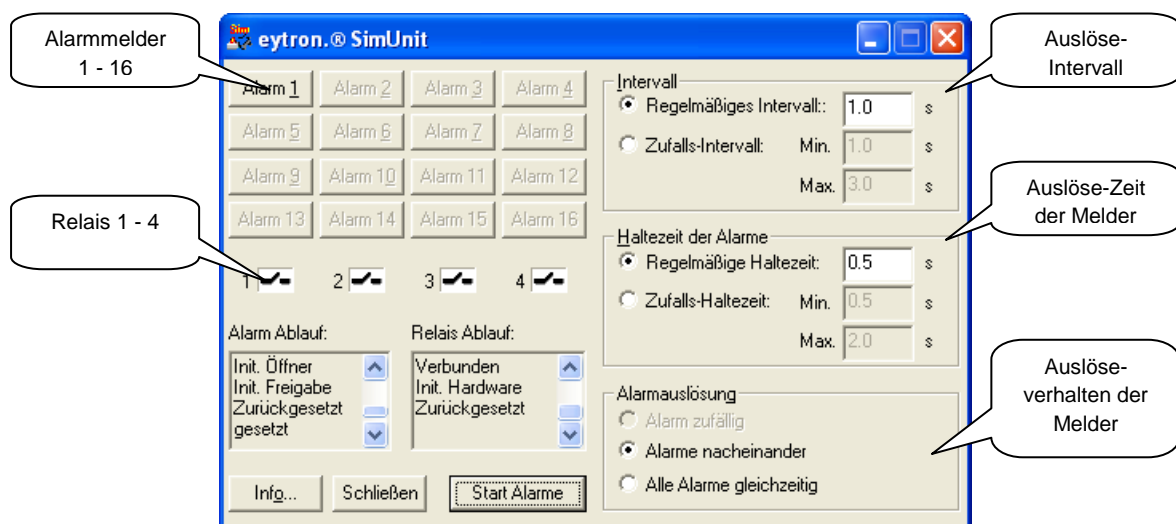 Alarmmelder
1 - 16
Relais 1 - 4
eytron.® SimUnit
Alarm 1 Alarm 2 Alarm 3 Alarm 4
Alarm 5 Alarm 6 Alarm 7 Alarm 8
Alarm 9 Alarm 10 Alarm 11 Alarm 12
Alarm 13 Alarm 14 Alarm 15 Alarm 16
1 2 3 4
Alarm Ablauf:
Init. Öffner
Init. Freigabe
Zurückgesetzt
gesetzt
Relais Ablauf:
Verbunden
Init. Hardware
Zurückgesetzt
Info... Schließen Start Alarme
Intervall
Regelmäßiges Intervall:: 1.0 s
Zufalls-Intervall: Min. 1.0 s
Max. 3.0 s
Haltezeit der Alarme
Regelmäßige Haltezeit: 0.5 s
Zufalls-Haltezeit: Min. 0.5 s
Max. 2.0 s
Alarmauslösung
Alarm zufällig
Alarme nacheinander
Alle Alarme gleichzeitig
Auslöse-
Intervall
Auslöse-Zeit
der Melder
Auslöse-
verhalten der
Melder